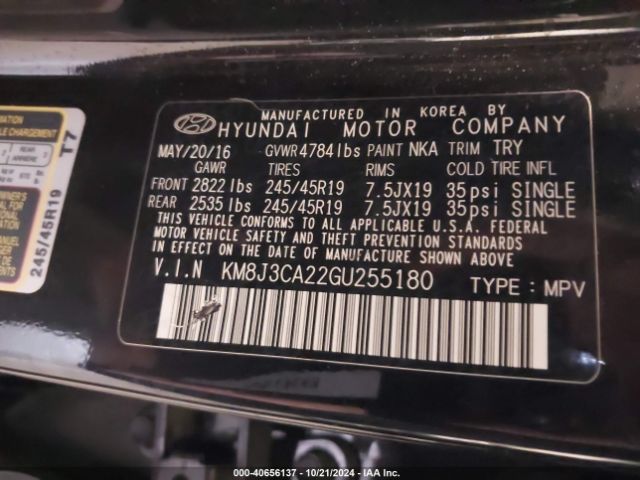 MANUFACTURED IN KOREA BY
HYUNDAI MOTOR COMPANY
MAY/20/16 GVWR 4784 lbs PAINT NKA TRIM TRY
GAWR TIRES RIMS COLD TIRE INFL
FRONT 2822 lbs 245/45R19 7.5JX19 35psi SINGLE
REAR 2535 lbs 245/45R19 7.5JX19 35psi SINGLE
THIS VEHICLE CONFORMS TO ALL APPLICABLE U.S. FEDERAL
MOTOR VEHICLE SAFETY AND THEFT PREVENTION STANDARDS
IN EFFECT ON THE DATE OF MANUFACTURE SHOWN ABOVE.
V.I.N KM8J3CA22GU255180 TYPE : MPV
245/45R19 T7
000-40656137 - 10/21/2024 - IAA Inc.